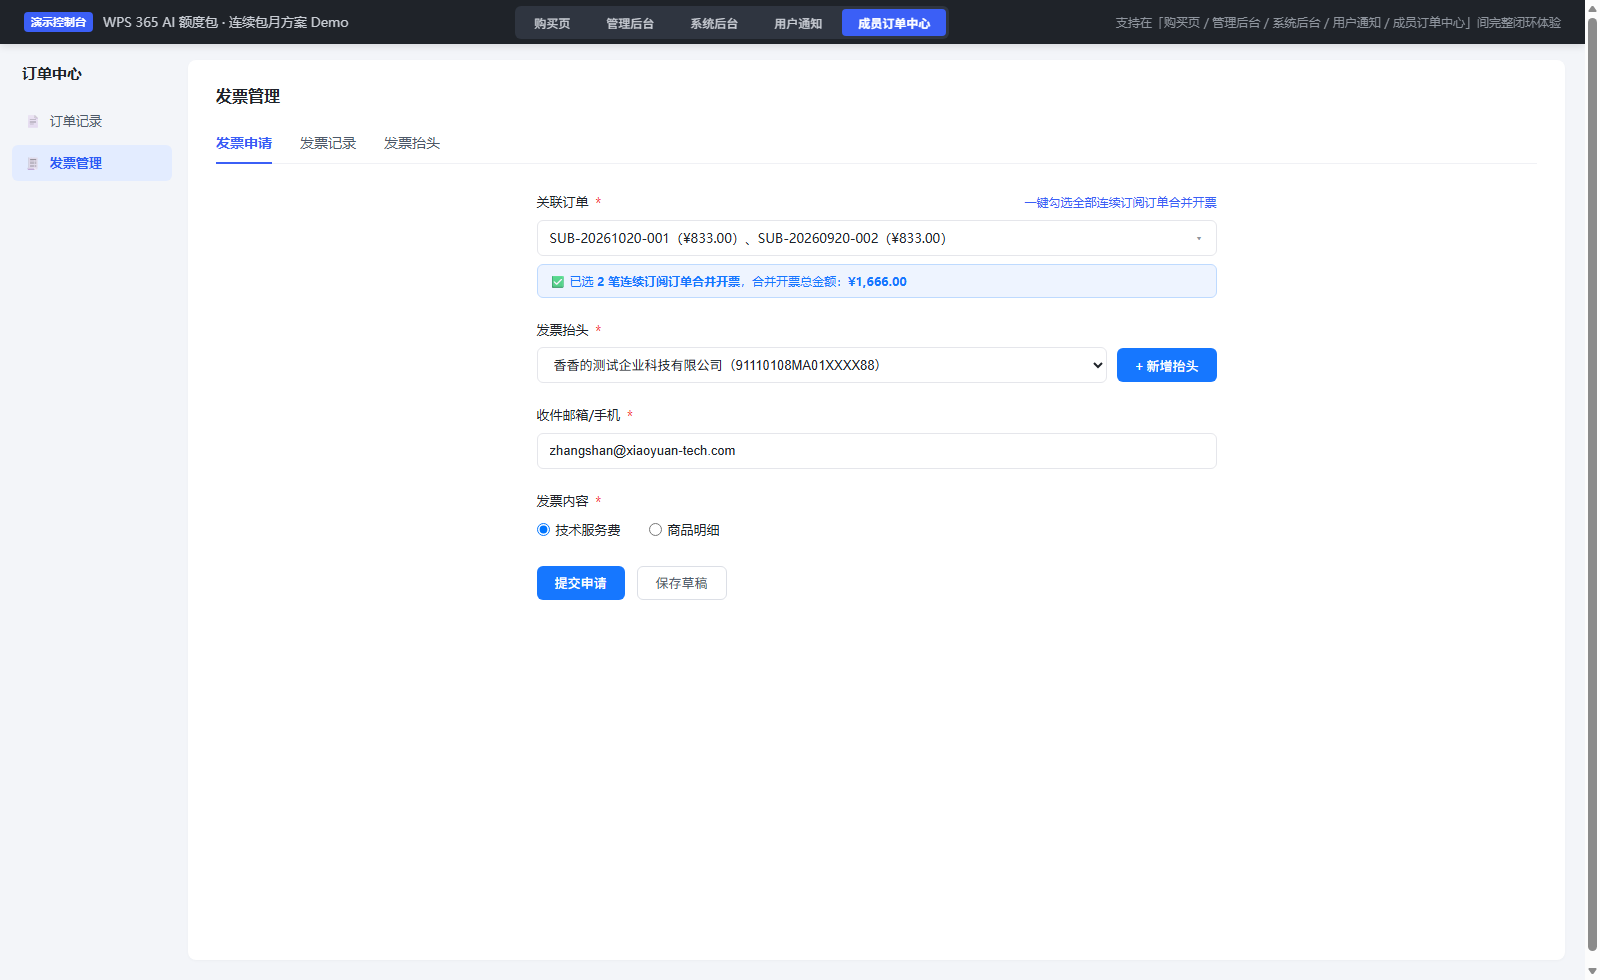 演示控制台 WPS 365 AI 额度包 · 连续包月方案 Demo 购买页 管理后台 系统后台 用户通知 成员订单中心 支持在「购买页 / 管理后台 / 系统后台 / 用户通知 / 成员订单中心」间完整闭环体验
订单中心
订单记录
发票管理
发票管理
发票申请 发票记录 发票抬头
关联订单 * 一键勾选全部连续订阅订单合并开票
SUB-20261020-001（¥833.00）、SUB-20260920-002（¥833.00）
✅ 已选 2 笔连续订阅订单合并开票，合并开票总金额：¥1,666.00
发票抬头 *
香香的测试企业科技有限公司（91110108MA01XXXX88） + 新增抬头
收件邮箱/手机 *
zhangshan@xiaoyuan-tech.com
发票内容 *
技术服务费 商品明细
提交申请 保存草稿